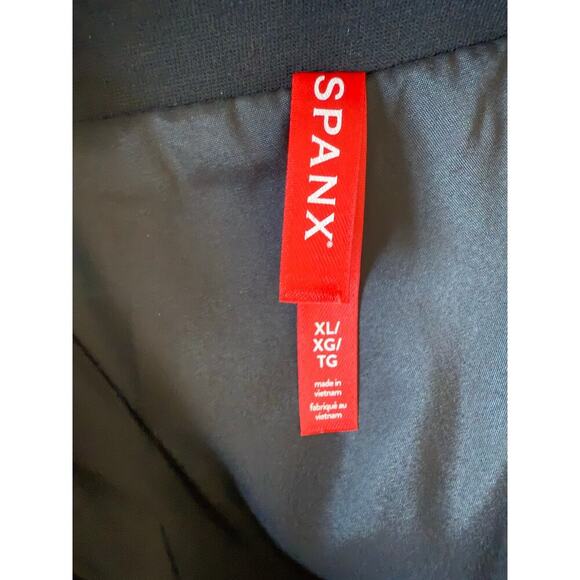 SPANX®
XL/
XG/
TG
made in
vietnam
fabriqué au
vietnam